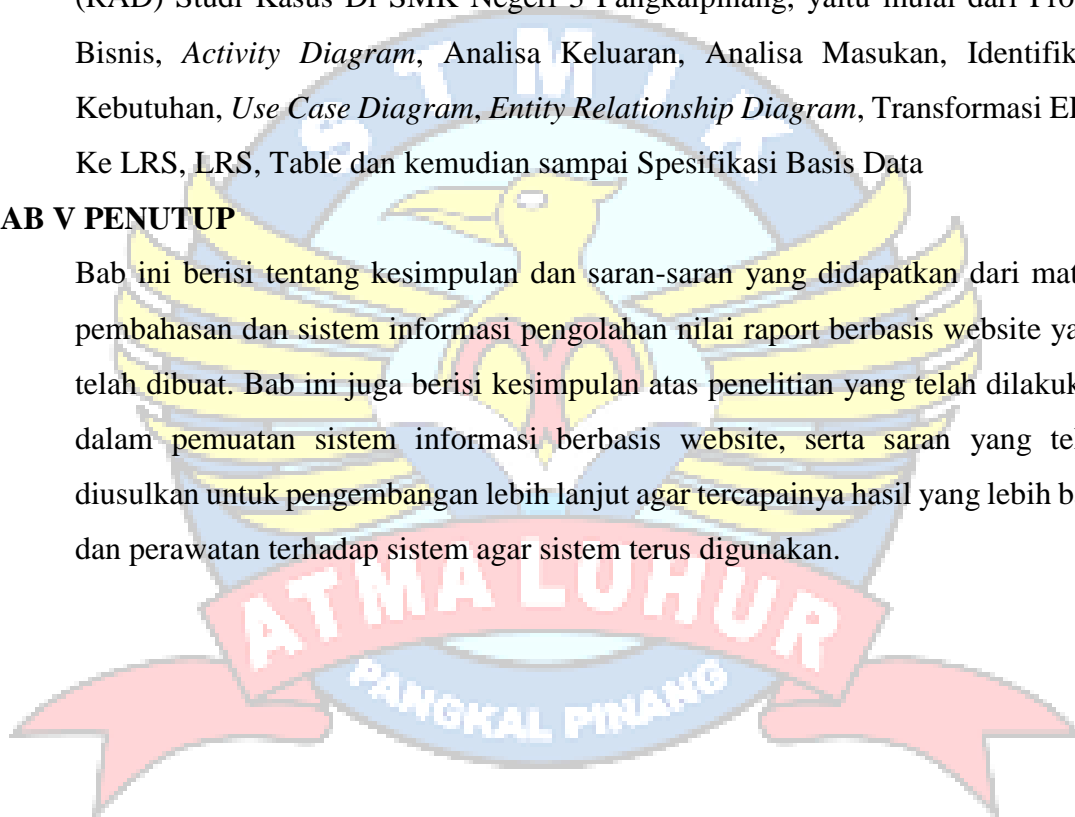 (RAD) Studi Kasus Di SMK Negeri 3 Pangkalpinang, yaitu mulai dari Pro
Bisnis, Activity Diagram, Analisa Keluaran, Analisa Masukan, Identifik
Kebutuhan, Use Case Diagram, Entity Relationship Diagram, Transformasi E
Ke LRS, LRS, Table dan kemudian sampai Spesifikasi Basis Data
AB V PENUTUP
Bab ini berisi tentang kesimpulan dan saran-saran yang didapatkan dari mat
pembahasan dan sistem informasi pengolahan nilai raport berbasis website ya
telah dibuat. Bab ini juga berisi kesimpulan atas penelitian yang telah dilakuk
dalam pemuatan sistem informasi berbasis website, serta saran yang tel
diusulkan untuk pengembangan lebih lanjut agar tercapainya hasil yang lebih b
dan perawatan terhadap sistem agar sistem terus digunakan.
STMIK
ATMA LUHUR
PANGKAL PINANG